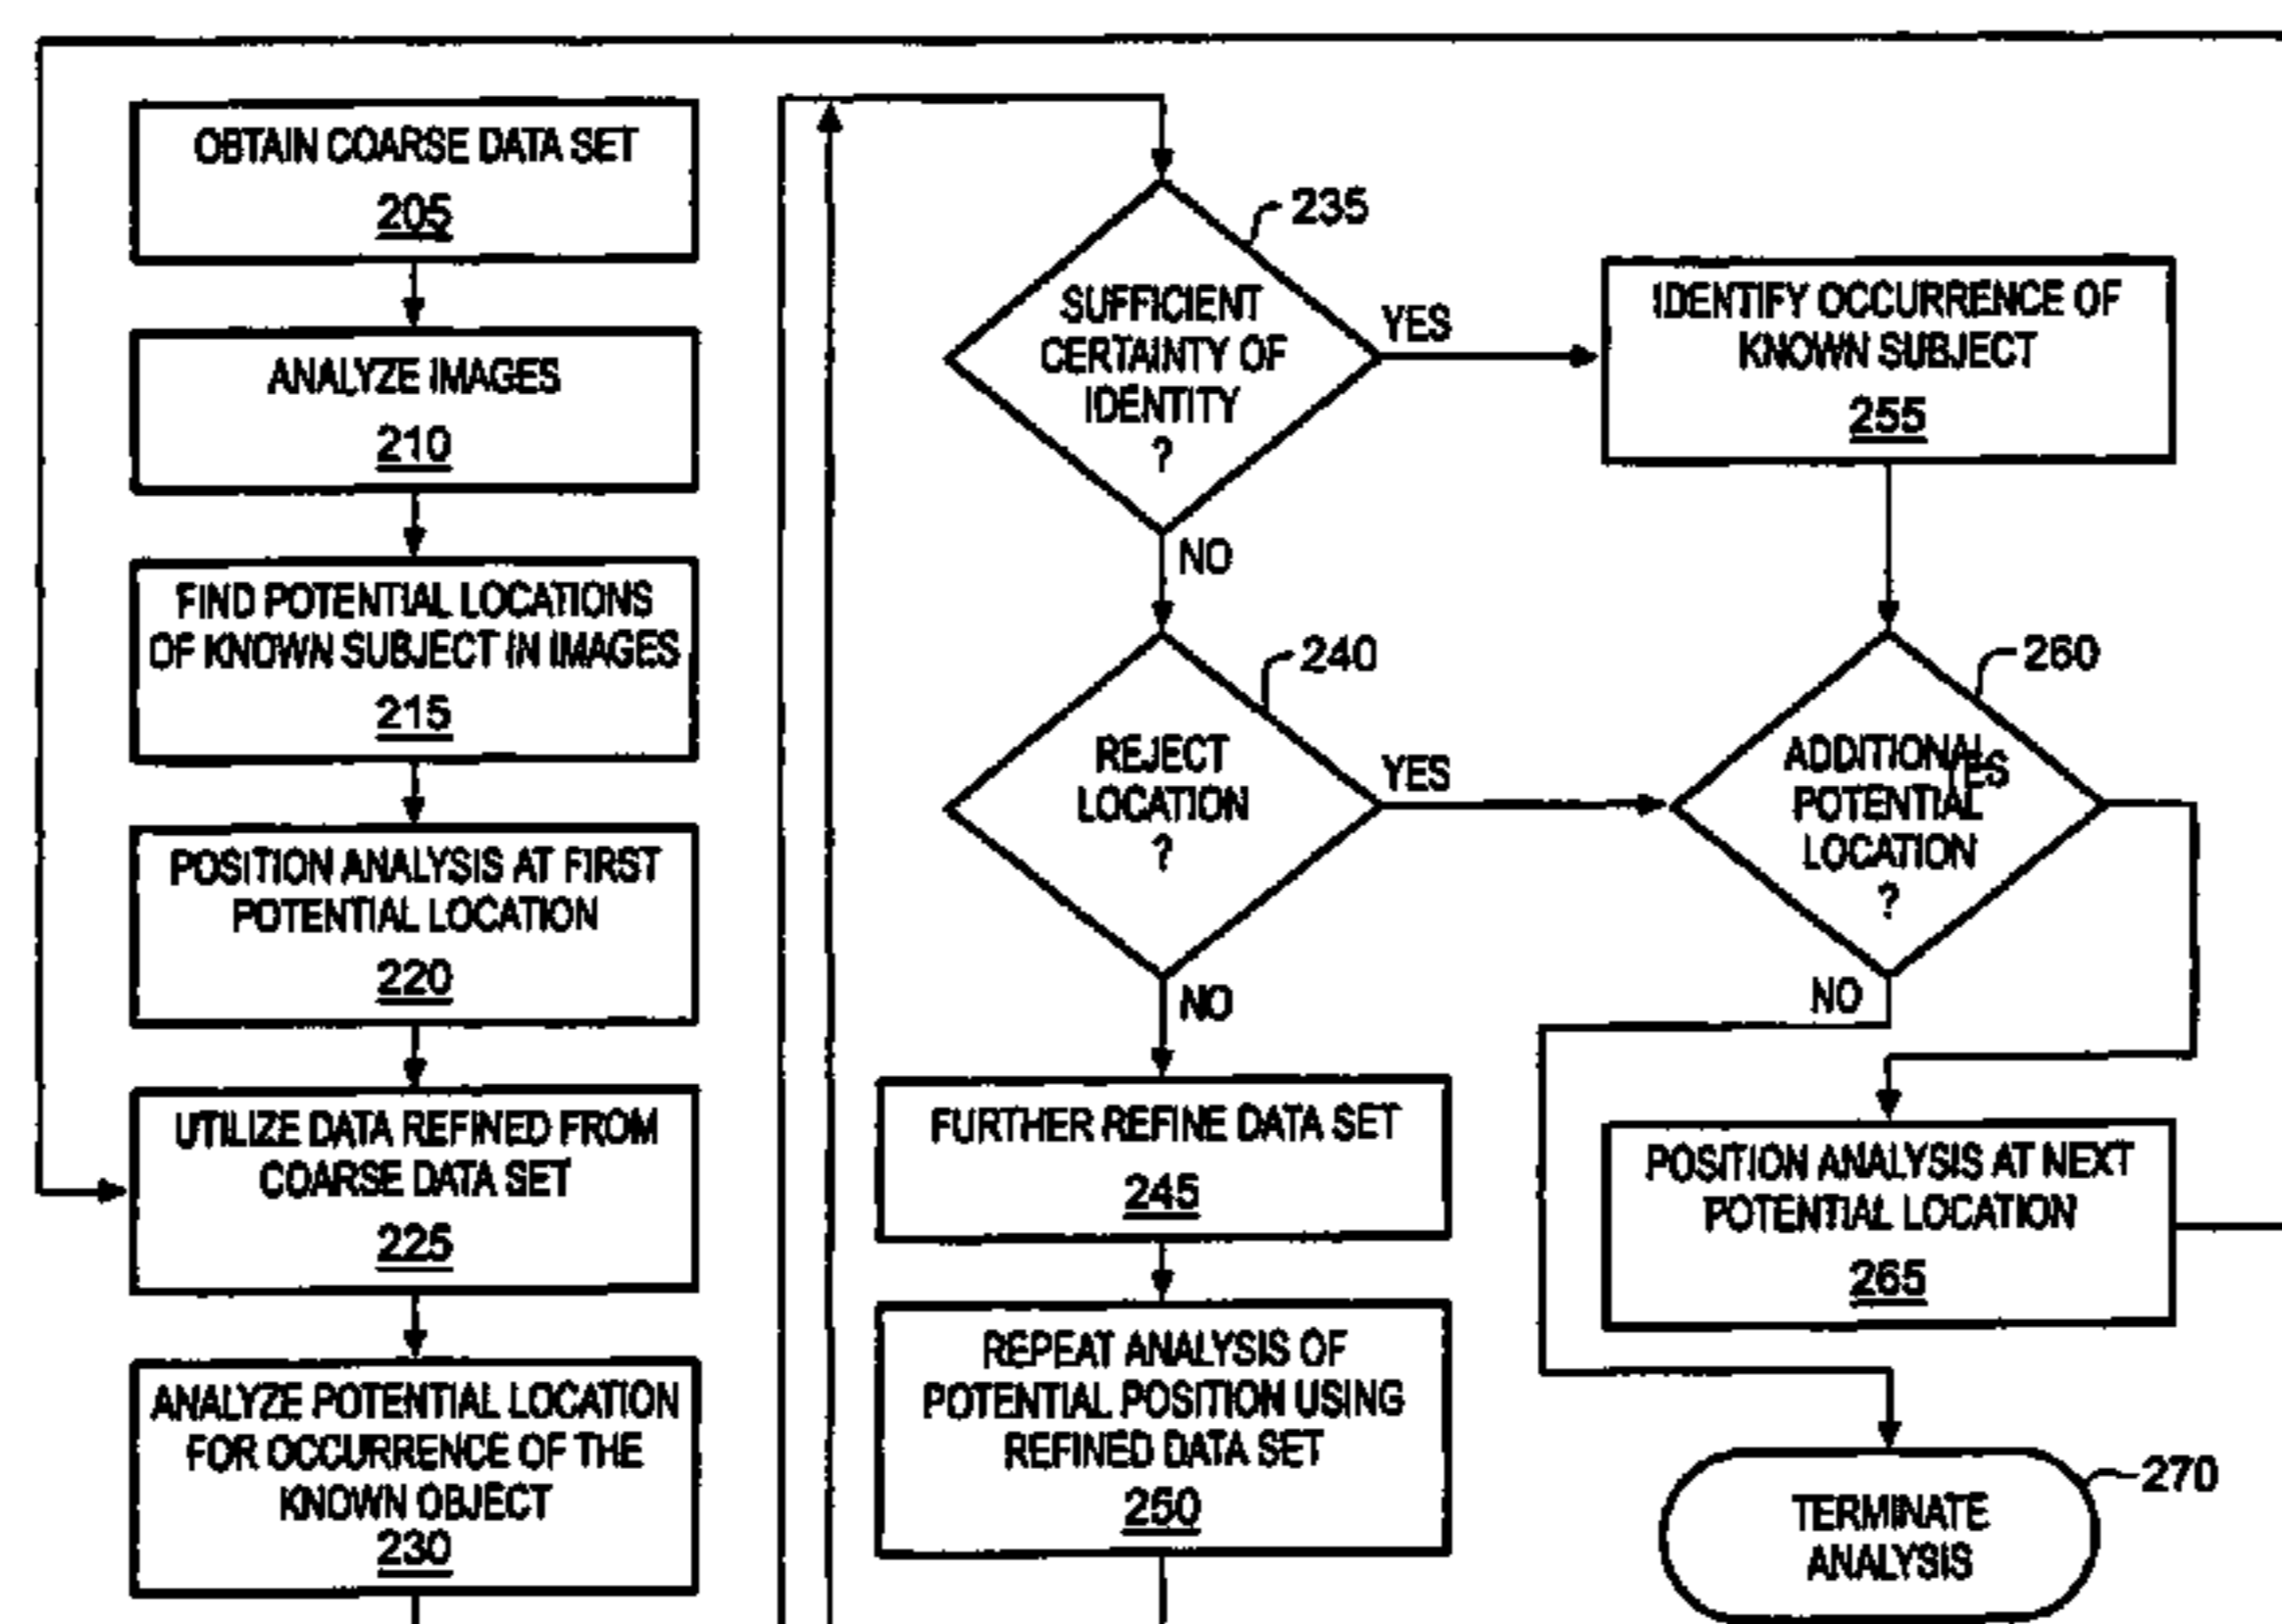 OBTAIN COARSE DATA SET
205
ANALYZE IMAGES
210
FIND POTENTIAL LOCATIONS
OF KNOWN SUBJECT IN IMAGES
215
POSITION ANALYSIS AT FIRST
POTENTIAL LOCATION
220
UTILIZE DATA REFINED FROM
COARSE DATA SET
225
ANALYZE POTENTIAL LOCATION
FOR OCCURRENCE OF THE
KNOWN OBJECT
230
235
SUFFICIENT
CERTAINTY OF
IDENTITY
?
YES
NO
240
REJECT
LOCATION
?
YES
NO
FURTHER REFINE DATA SET
245
REPEAT ANALYSIS OF
POTENTIAL POSITION USING
REFINED DATA SET
250
IDENTIFY OCCURRENCE OF
KNOWN SUBJECT
255
260
ADDITIONAL
YES
POTENTIAL
LOCATION
?
NO
POSITION ANALYSIS AT NEXT
POTENTIAL LOCATION
265
270
TERMINATE
ANALYSIS